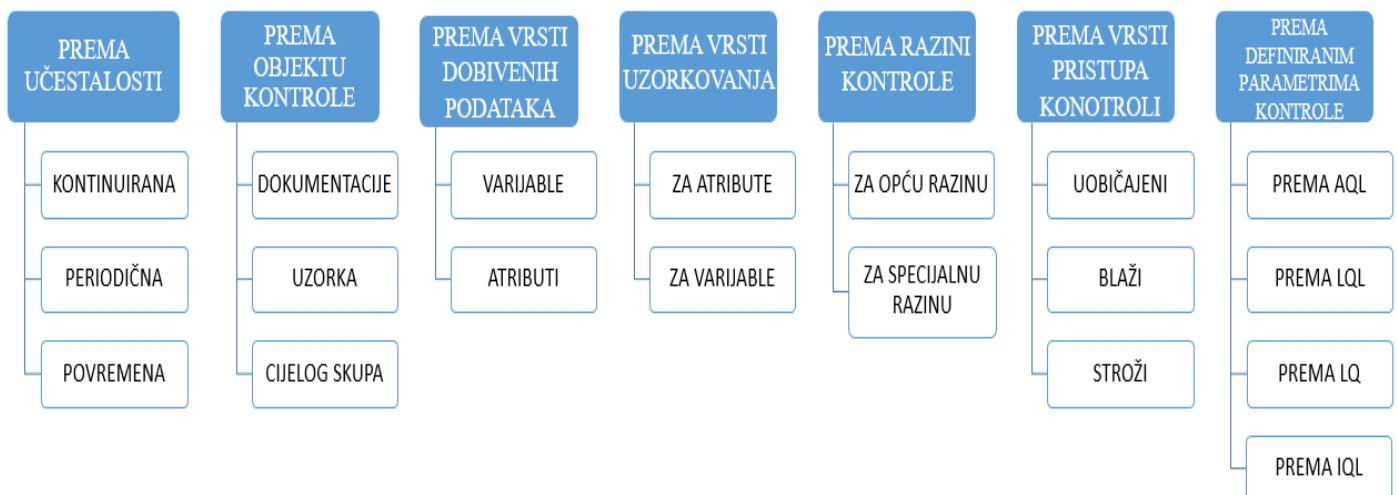 PREMA
UČESTALOSTI
KONTINUIRANA
PERIODIČNA
POVREMENA
PREMA
OBJEKTU
KONTROLE
DOKUMENTACIJE
UZORKA
CIJELOG SKUPA
PREMA VRSTI
DOBIVENIH
PODATAKA
VARIJABLE
ATRIBUTI
PREMA VRSTI
UZORKOVANJA
ZA ATRIBUTE
ZA VARIJABLE
PREMA RAZINI
KONTROLE
ZA OPĆU RAZINU
ZA SPECIJALNU
RAZINU
PREMA VRSTI
PRISTUPA
KONOTROLI
UOBIČAJENI
BLAŽI
STROŽI
PREMA
DEFINIRANIM
PARAMETRIMA
KONTROLE
PREMA AQL
PREMA LQL
PREMA LQ
PREMA IQL